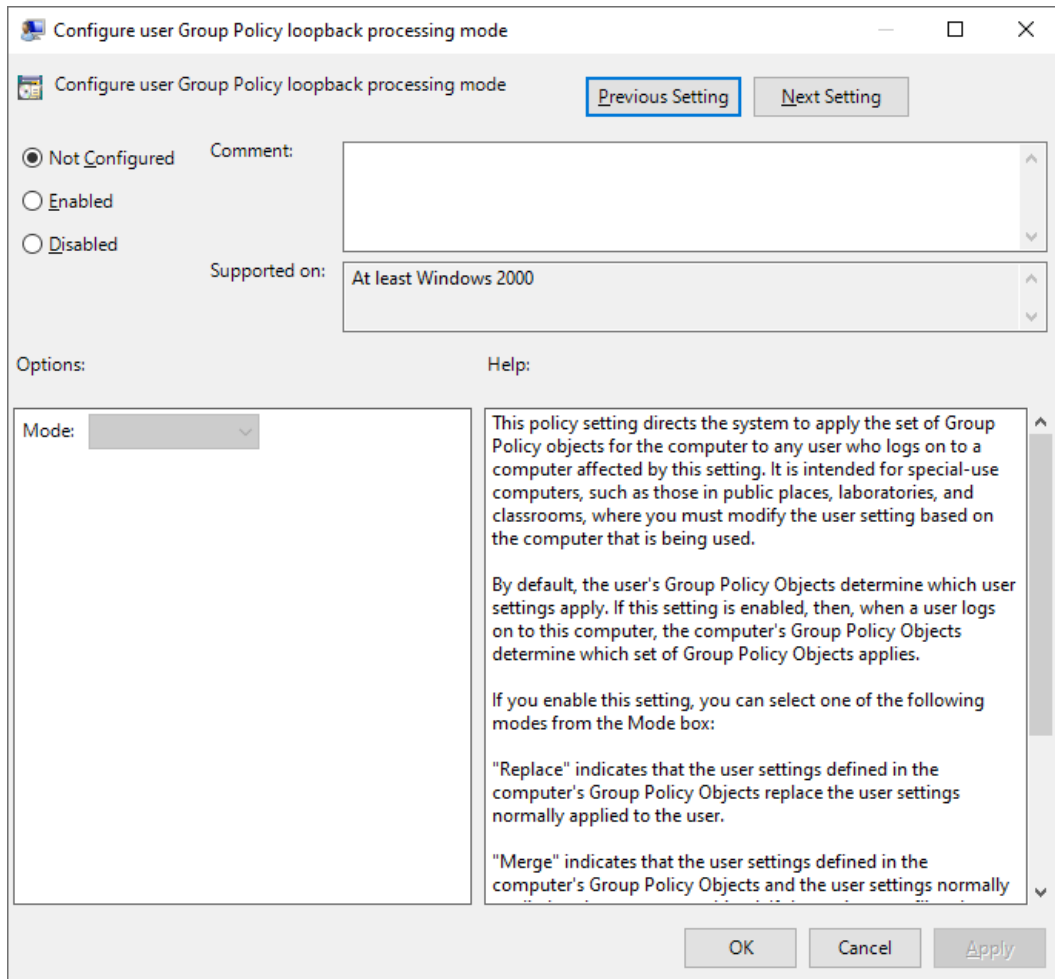 Configure user Group Policy loopback processing mode
Configure user Group Policy loopback processing mode
Previous Setting
Next Setting
Not Configured
Enabled
Disabled
Comment:
Supported on:
At least Windows 2000
Options:
Help:
Mode:
This policy setting directs the system to apply the set of Group
Policy objects for the computer to any user who logs on to a
computer affected by this setting. It is intended for special-use
computers, such as those in public places, laboratories, and
classrooms, where you must modify the user setting based on
the computer that is being used.
By default, the user's Group Policy Objects determine which user
settings apply. If this setting is enabled, then, when a user logs
on to this computer, the computer's Group Policy Objects
determine which set of Group Policy Objects applies.
If you enable this setting, you can select one of the following
modes from the Mode box:
"Replace" indicates that the user settings defined in the
computer's Group Policy Objects replace the user settings
normally applied to the user.
"Merge" indicates that the user settings defined in the
computer's Group Policy Objects and the user settings normally
OK
Cancel
Apply